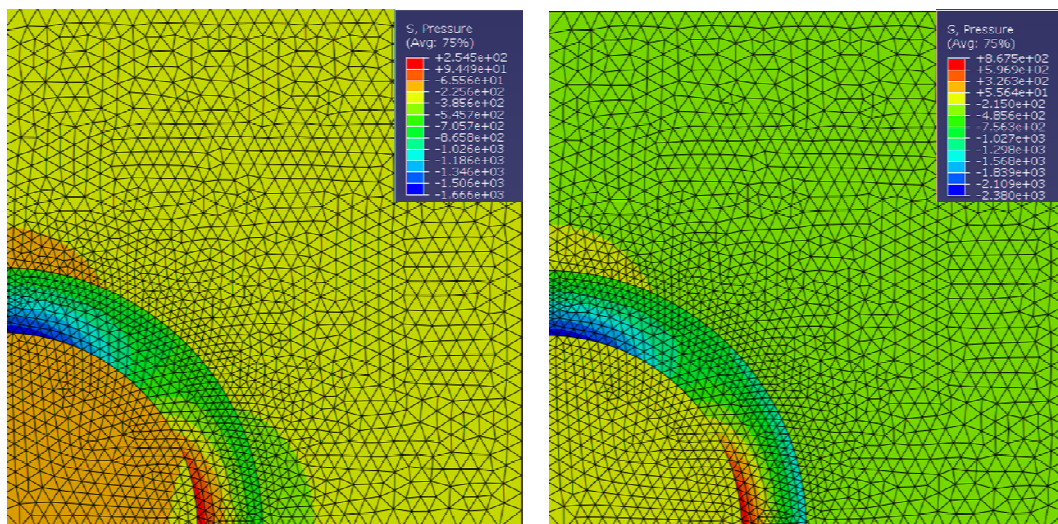 S, Pressure
(Avg: 75%)
+2.545e+02
+9.449e+01
-6.556e+01
-2.256e+02
-3.856e+02
-5.457e+02
-7.057e+02
-8.658e+02
-1.026e+03
-1.186e+03
-1.346e+03
-1.506e+03
-1.666e+03
S, Pressure
(Avg: 75%)
+8.675e+02
+5.969e+02
+3.263e+02
+5.564e+01
-2.150e+02
-4.856e+02
-7.563e+02
-1.027e+03
-1.298e+03
-1.568e+03
-1.839e+03
-2.109e+03
-2.380e+03